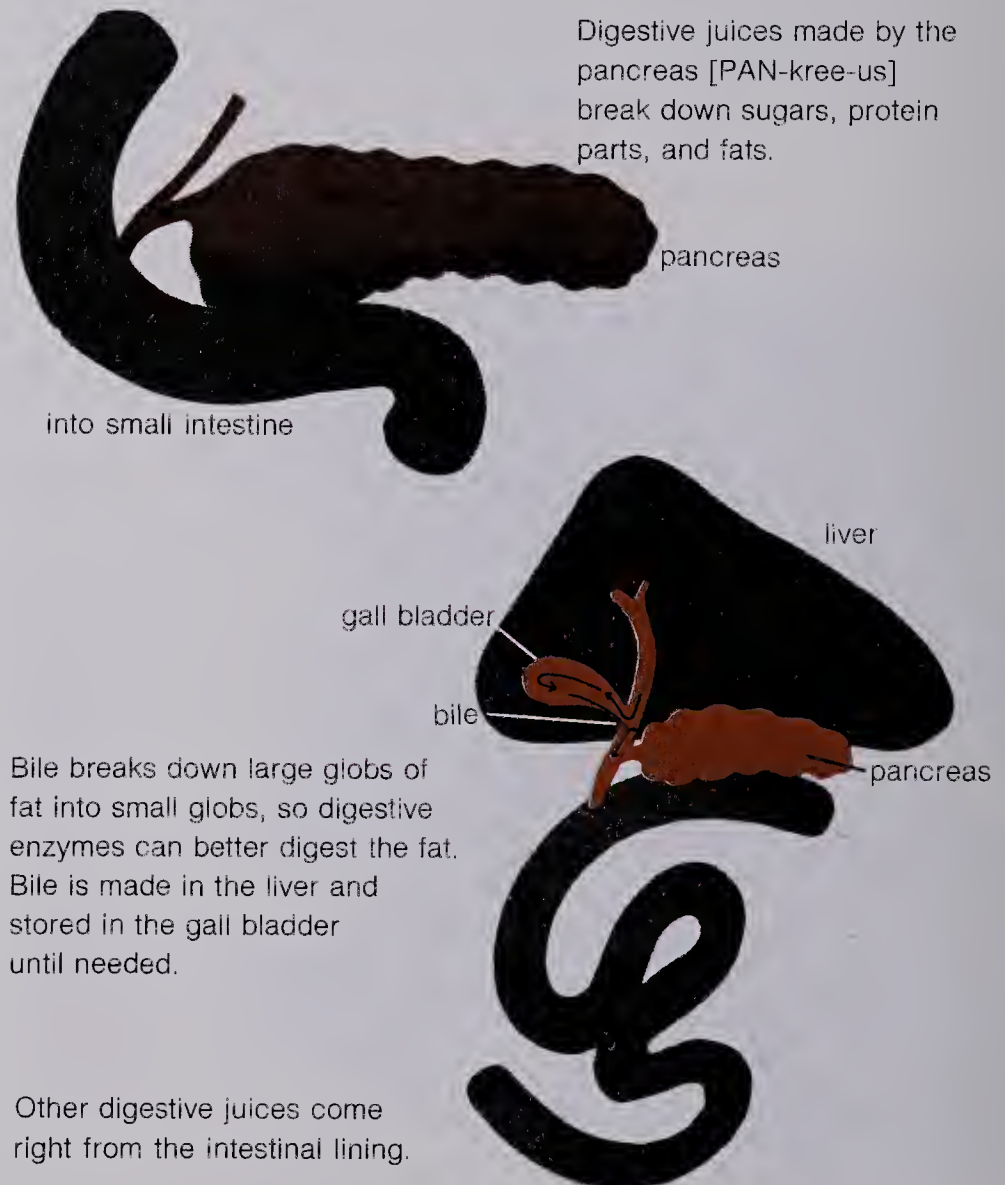 Digestive juices made by the
pancreas [PAN-kree-us]
break down sugars, protein
parts, and fats.
pancreas
into small intestine
liver
gall bladder
bile
pancreas
Bile breaks down large globs of
fat into small globs, so digestive
enzymes can better digest the fat.
Bile is made in the liver and
stored in the gall bladder
until needed.
Other digestive juices come
right from the intestinal lining.